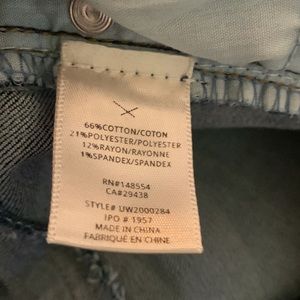 66%COTTON/COTON
21%POLYESTER/POLYESTER
12%RAYON/RAYONNE
1%SPANDEX/SPANDEX
RN#148554
CA#29438
STYLE# UW2000284
IPO # 1957
MADE IN CHINA
FABRIQUÉ EN CHINE